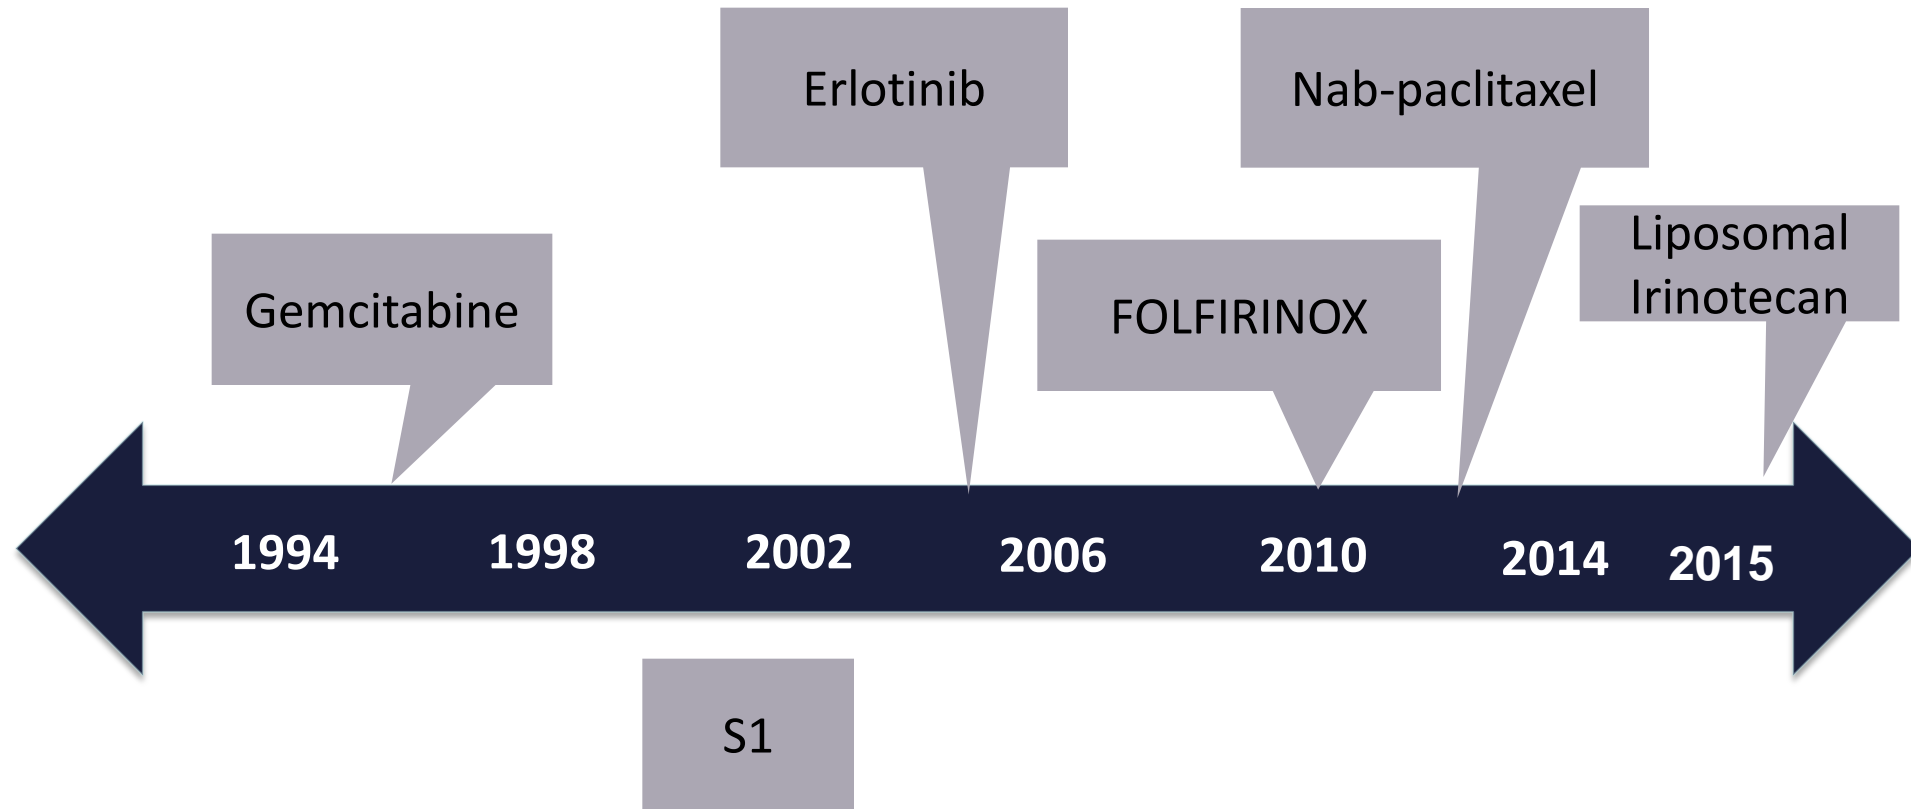 Erlotinib
Nab-paclitaxel
Gemcitabine
FOLFIRINOX
Liposomal
Irinotecan
1994 1998 2002 2006 2010 2014 2015
S1